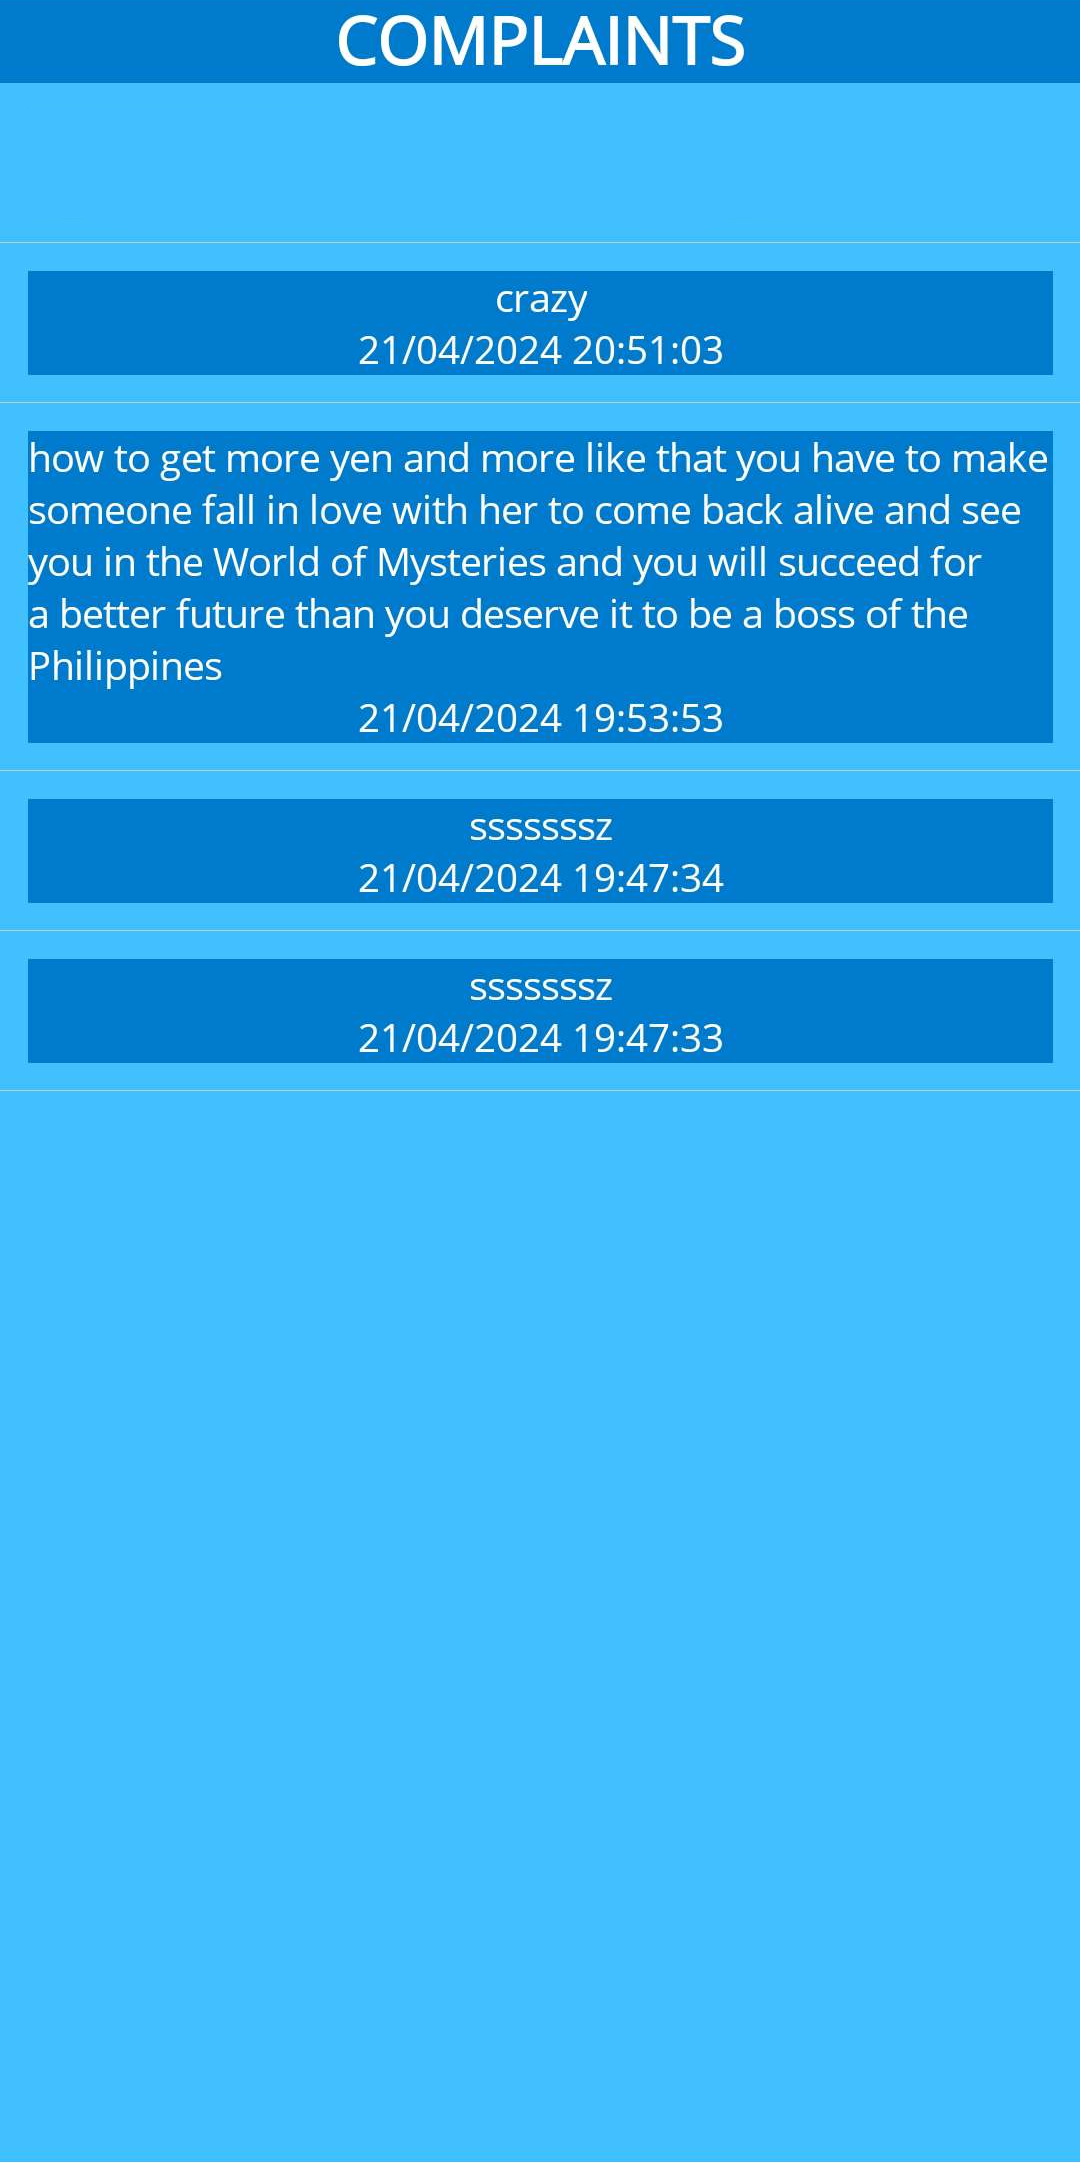 COMPLAINTS
crazy
21/04/2024 20:51:03
how to get more yen and more like that you have to make
someone fall in love with her to come back alive and see
you in the World of Mysteries and you will succeed for
a better future than you deserve it to be a boss of the
Philippines
21/04/2024 19:53:53
ssssssssz
21/04/2024 19:47:34
ssssssssz
21/04/2024 19:47:33